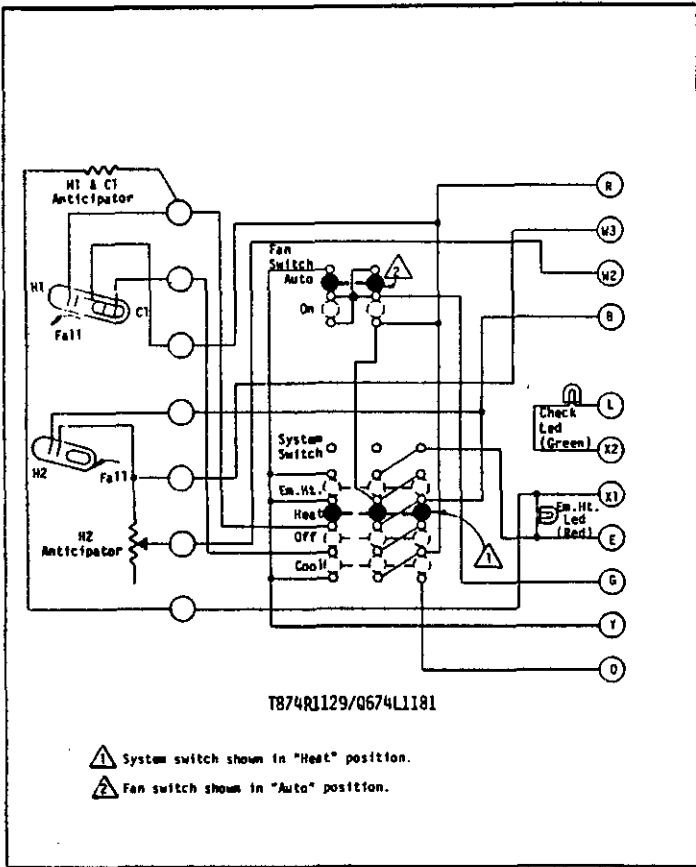 H1 & C1
Anticipator
R
W3
W2
B
L
X2
X1
E
G
Y
O
Fan
Switch
Auto
2
On
H1
C1
Fall
H2
Fall
H2
Anticipator
System
Switch
Em.Ht.
Heat
Off
Cool
1
Check
Led
(Green)
Em.Ht.
Led
(Red)
T874R1129/Q674L1181
1 System switch shown in "Heat" position.
2 Fan switch shown in "Auto" position.